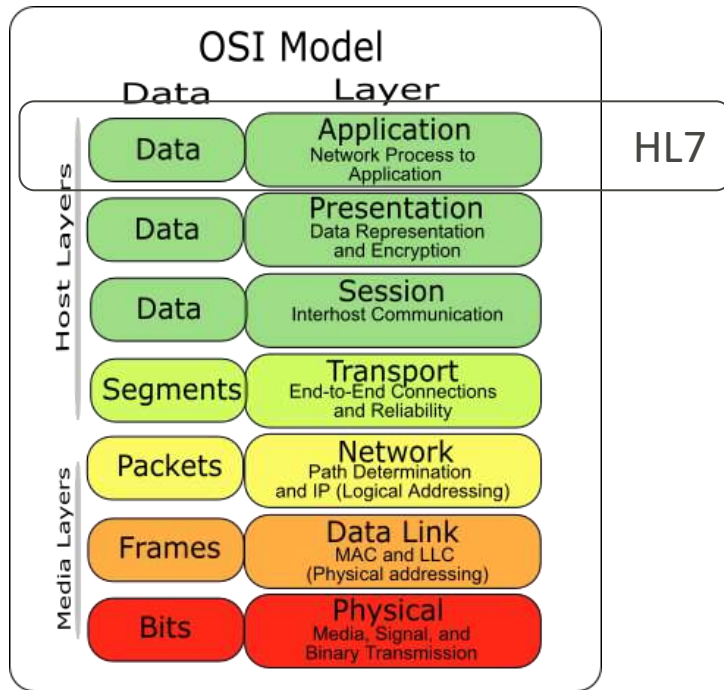 OSI Model
Data Layer
Data
Application
Network Process to
Application
HL7
Data
Presentation
Data Representation
and Encryption
Data
Session
Interhost Communication
Segments
Transport
End-to-End Connections
and Reliability
Packets
Network
Path Determination
and IP (Logical Addressing)
Frames
Data Link
MAC and LLC
(Physical addressing)
Bits
Physical
Media, Signal, and
Binary Transmission
Host Layers
Media Layers